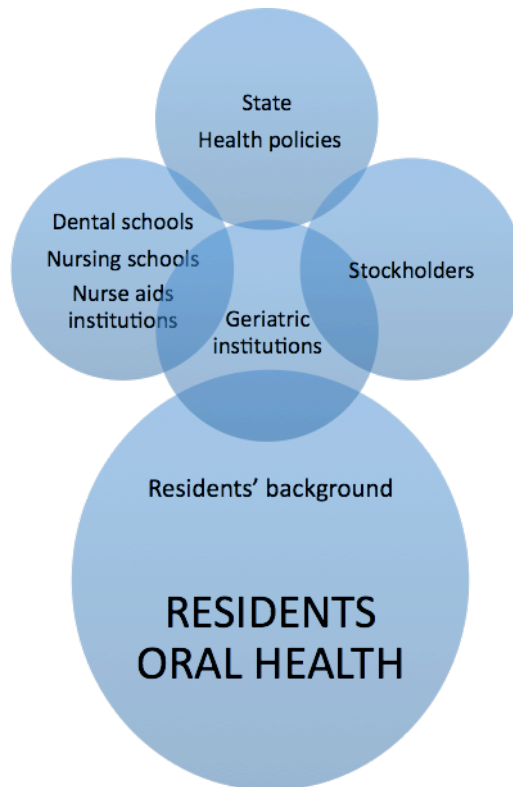 State
Health policies
Dental schools
Nursing schools
Nurse aids
institutions
Stockholders
Geriatric
institutions
Residents’ background
RESIDENTS
ORAL HEALTH